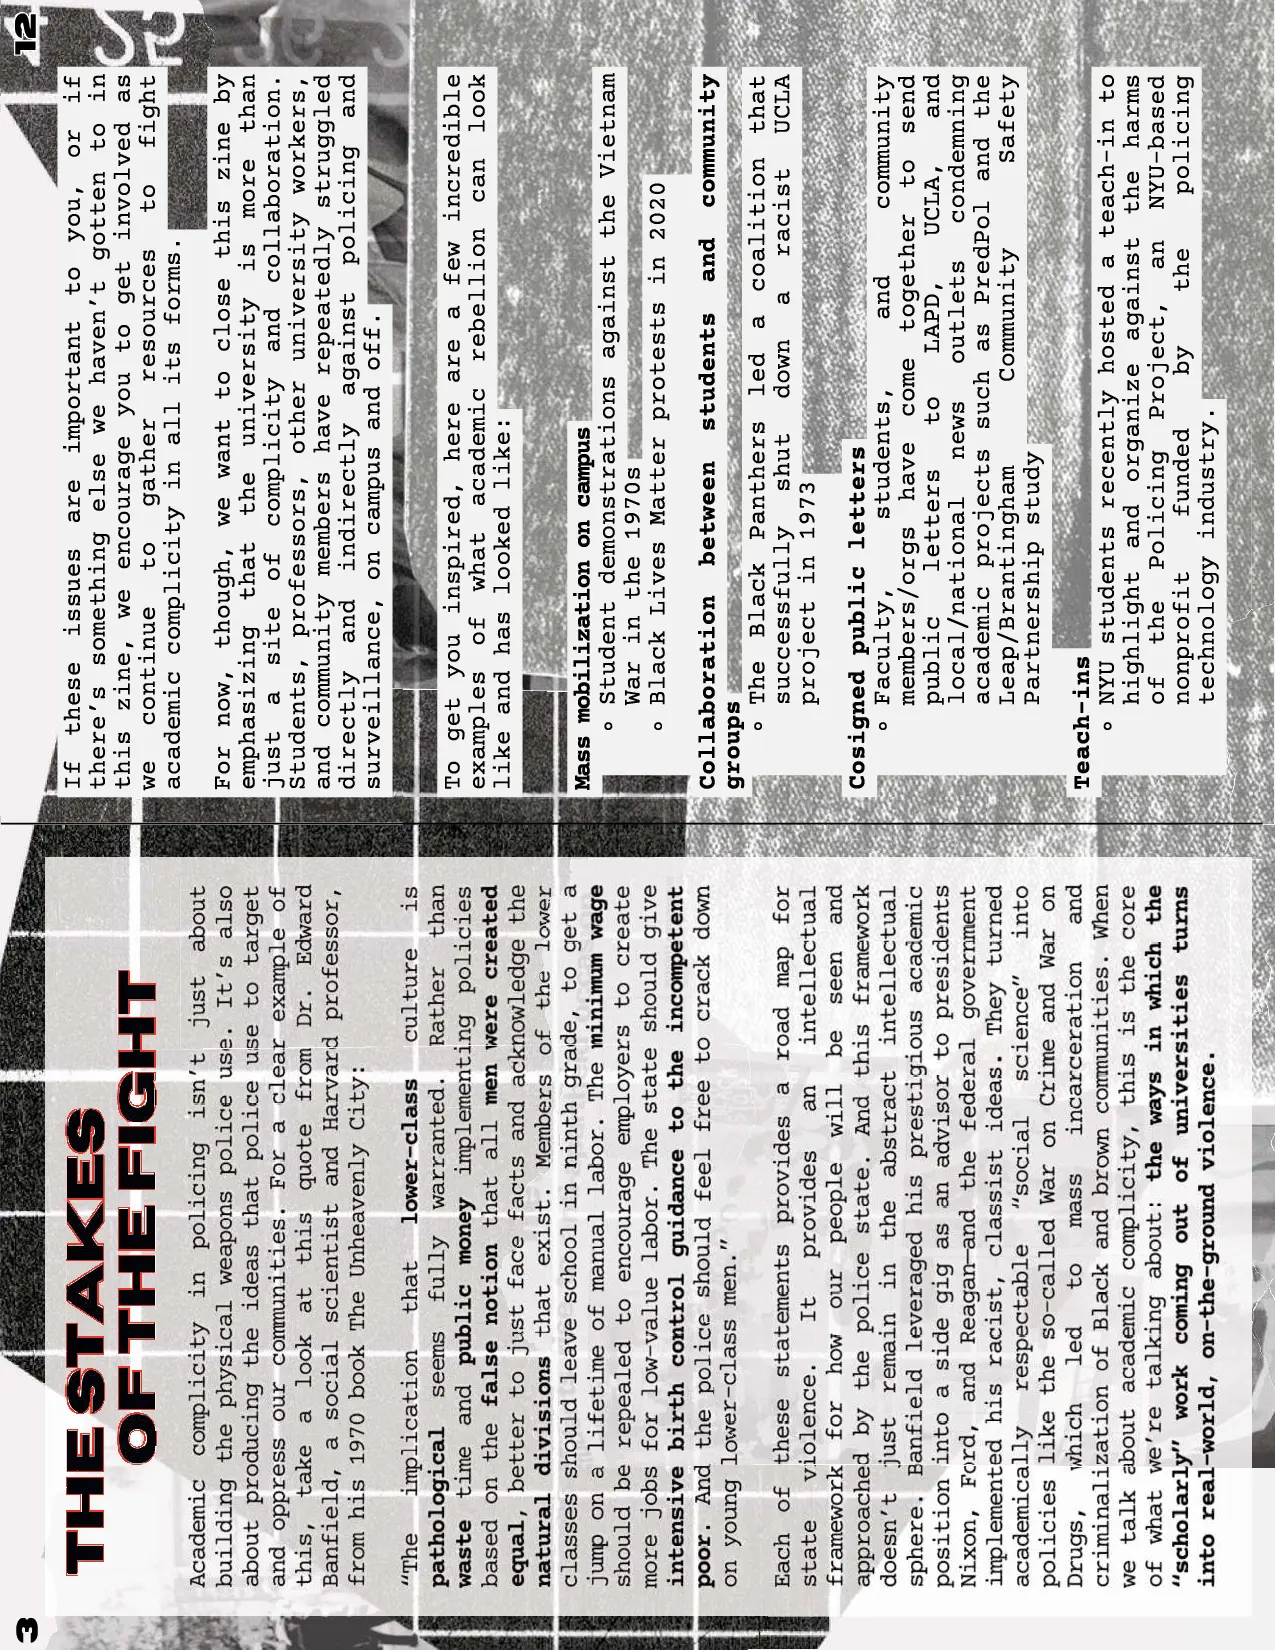 3
THE STAKES
OF THE FIGHT
Academic complicity in policing isn't just about
building the physical weapons police use. It's also
about producing the ideas that police use to target
and oppress our communities. For a clear example of
this, take a look at this quote from Dr. Edward
Banfield, a social scientist and Harvard professor,
from his 1970 book The Unheavenly City:
“The implication that lower-class culture is
pathological seems fully warranted. Rather than
waste time and public money implementing policies
based on the false notion that all men were created
equal, better to just face facts and acknowledge the
natural divisions that exist. Members of the lower
classes should leave school in ninth grade, to get a
jump on a lifetime of manual labor. The minimum wage
should be repealed to encourage employers to create
more jobs for low-value labor. The state should give
intensive birth control guidance to the incompetent
poor. And the police should feel free to crack down
on young lower-class men.”
Each of these statements provides a road map for
state violence. It provides an intellectual
framework for how our people will be seen and
approached by the police state. And this framework
doesn't just remain in the abstract intellectual
sphere. Banfield leveraged his prestigious academic
position into a side gig as an advisor to presidents
Nixon, Ford, and Reagan—and the federal government
implemented his racist, classist ideas. They turned
academically respectable “social science” into
policies like the so-called War on Crime and War on
Drugs, which led to mass incarceration and
criminalization of Black and brown communities. When
we talk about academic complicity, this is the core
of what we're talking about: the ways in which the
“scholarly” work coming out of universities turns
into real-world, on-the-ground violence.
12
If these issues are important to you, or if
there's something else we haven't gotten to in
this zine, we encourage you to get involved as
we continue to gather resources to fight
academic complicity in all its forms.
For now, though, we want to close this zine by
emphasizing that the university is more than
just a site of complicity and collaboration.
Students, professors, other university workers,
and community members have repeatedly struggled
directly and indirectly against policing and
surveillance, on campus and off.
To get you inspired, here are a few incredible
examples of what academic rebellion can look
like and has looked like:
Mass mobilization on campus
◦ Student demonstrations against the Vietnam
War in the 1970s
◦ Black Lives Matter protests in 2020
Collaboration between students and community
groups
◦ The Black Panthers led a coalition that
successfully shut down a racist UCLA
project in 1973
Cosigned public letters
◦ Faculty, students, and community
members/orgs have come together to send
public letters to LAPD, UCLA, and
local/national news outlets condemning
academic projects such as PredPol and the
Leap/Brantingham Community Safety
Partnership study
Teach-ins
◦ NYU students recently hosted a teach-in to
highlight and organize against the harms
of the Policing Project, an NYU-based
nonprofit funded by the policing
technology industry.